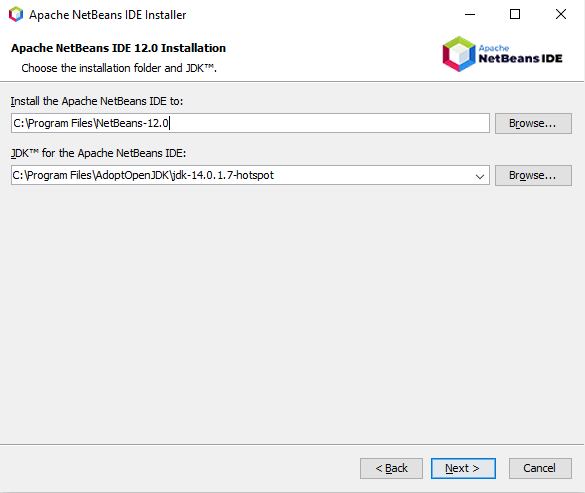 Apache NetBeans IDE Installer
Apache NetBeans IDE 12.0 Installation
Choose the installation folder and JDK™.
Apache
NetBeans IDE
Install the Apache NetBeans IDE to:
C:\Program Files\NetBeans-12.0
Browse...
JDK™ for the Apache NetBeans IDE:
C:\Program Files\AdoptOpenJDK\jdk-14.0.1.7-hotspot
Browse...
< Back
Next >
Cancel